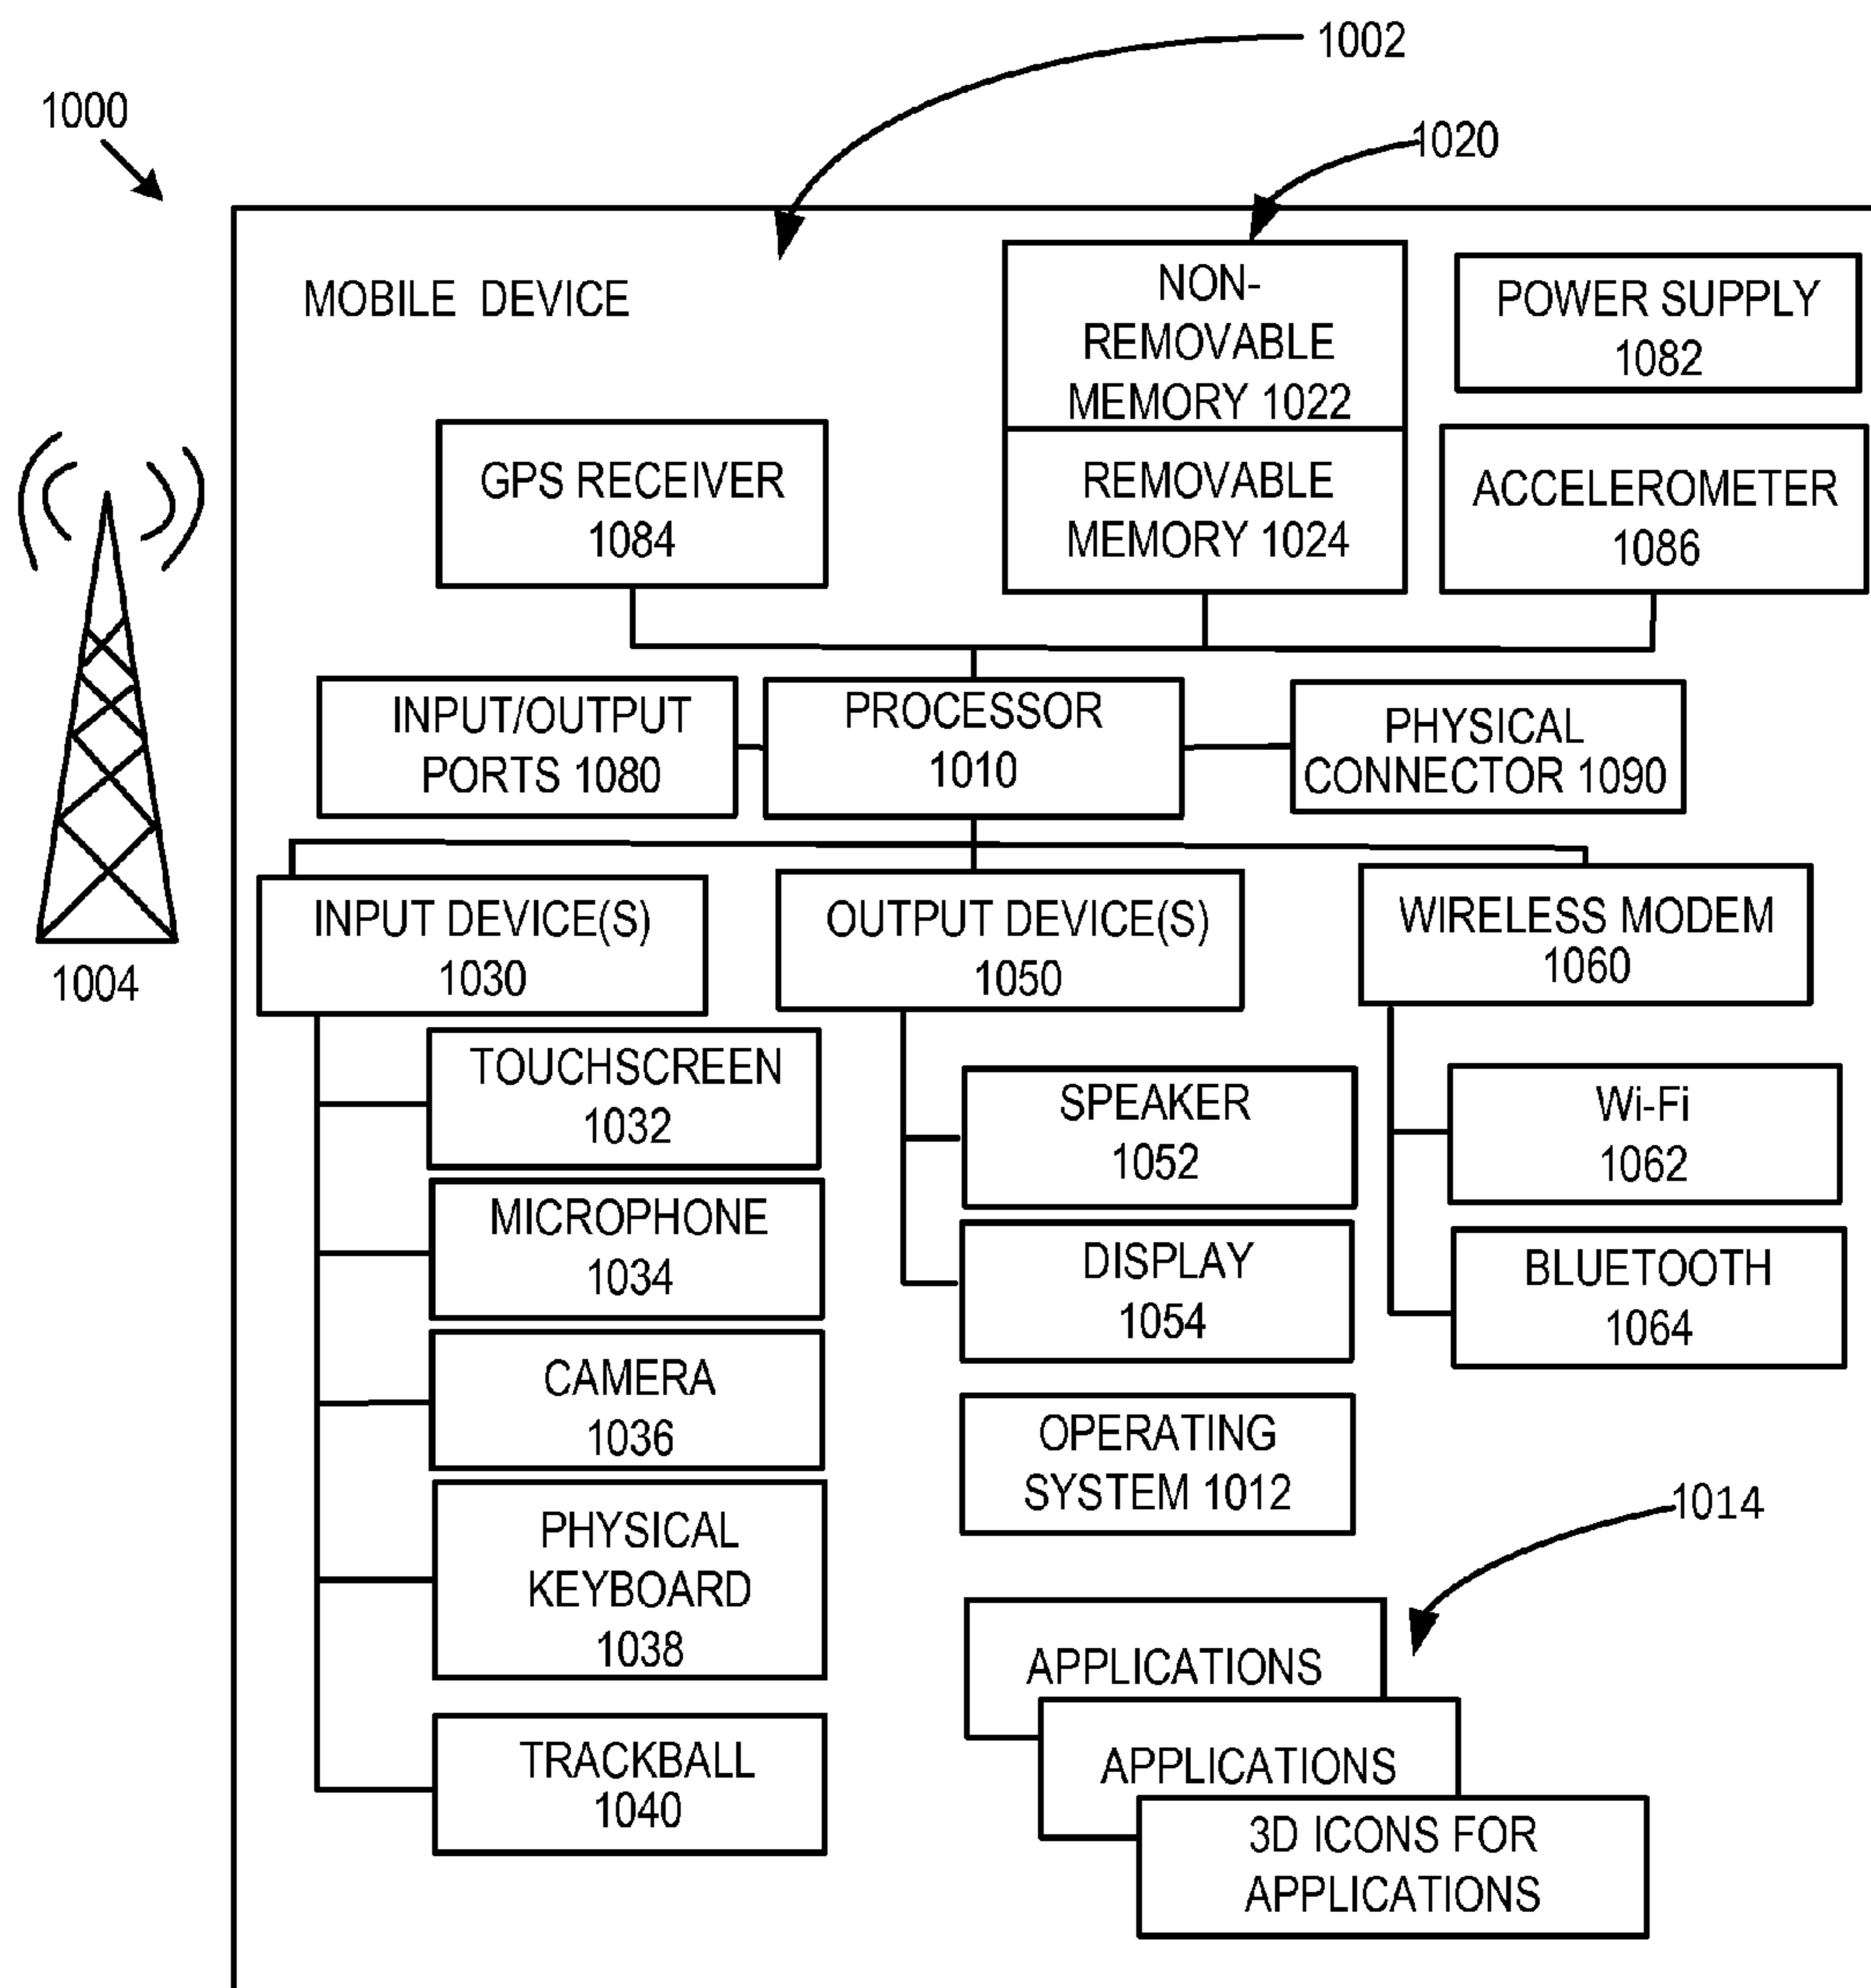 1002
1000
1020
MOBILE DEVICE
NON-
REMOVABLE
MEMORY 1022
POWER SUPPLY
1082
GPS RECEIVER
1084
REMOVABLE
MEMORY 1024
ACCELEROMETER
1086
INPUT/OUTPUT
PORTS 1080
PROCESSOR
1010
PHYSICAL
CONNECTOR 1090
INPUT DEVICE(S)
1030
OUTPUT DEVICE(S)
1050
WIRELESS MODEM
1060
1004
TOUCHSCREEN
1032
SPEAKER
1052
Wi-Fi
1062
MICROPHONE
1034
DISPLAY
1054
BLUETOOTH
1064
CAMERA
1036
OPERATING
SYSTEM 1012
PHYSICAL
KEYBOARD
1038
1014
APPLICATIONS
TRACKBALL
1040
APPLICATIONS
3D ICONS FOR
APPLICATIONS